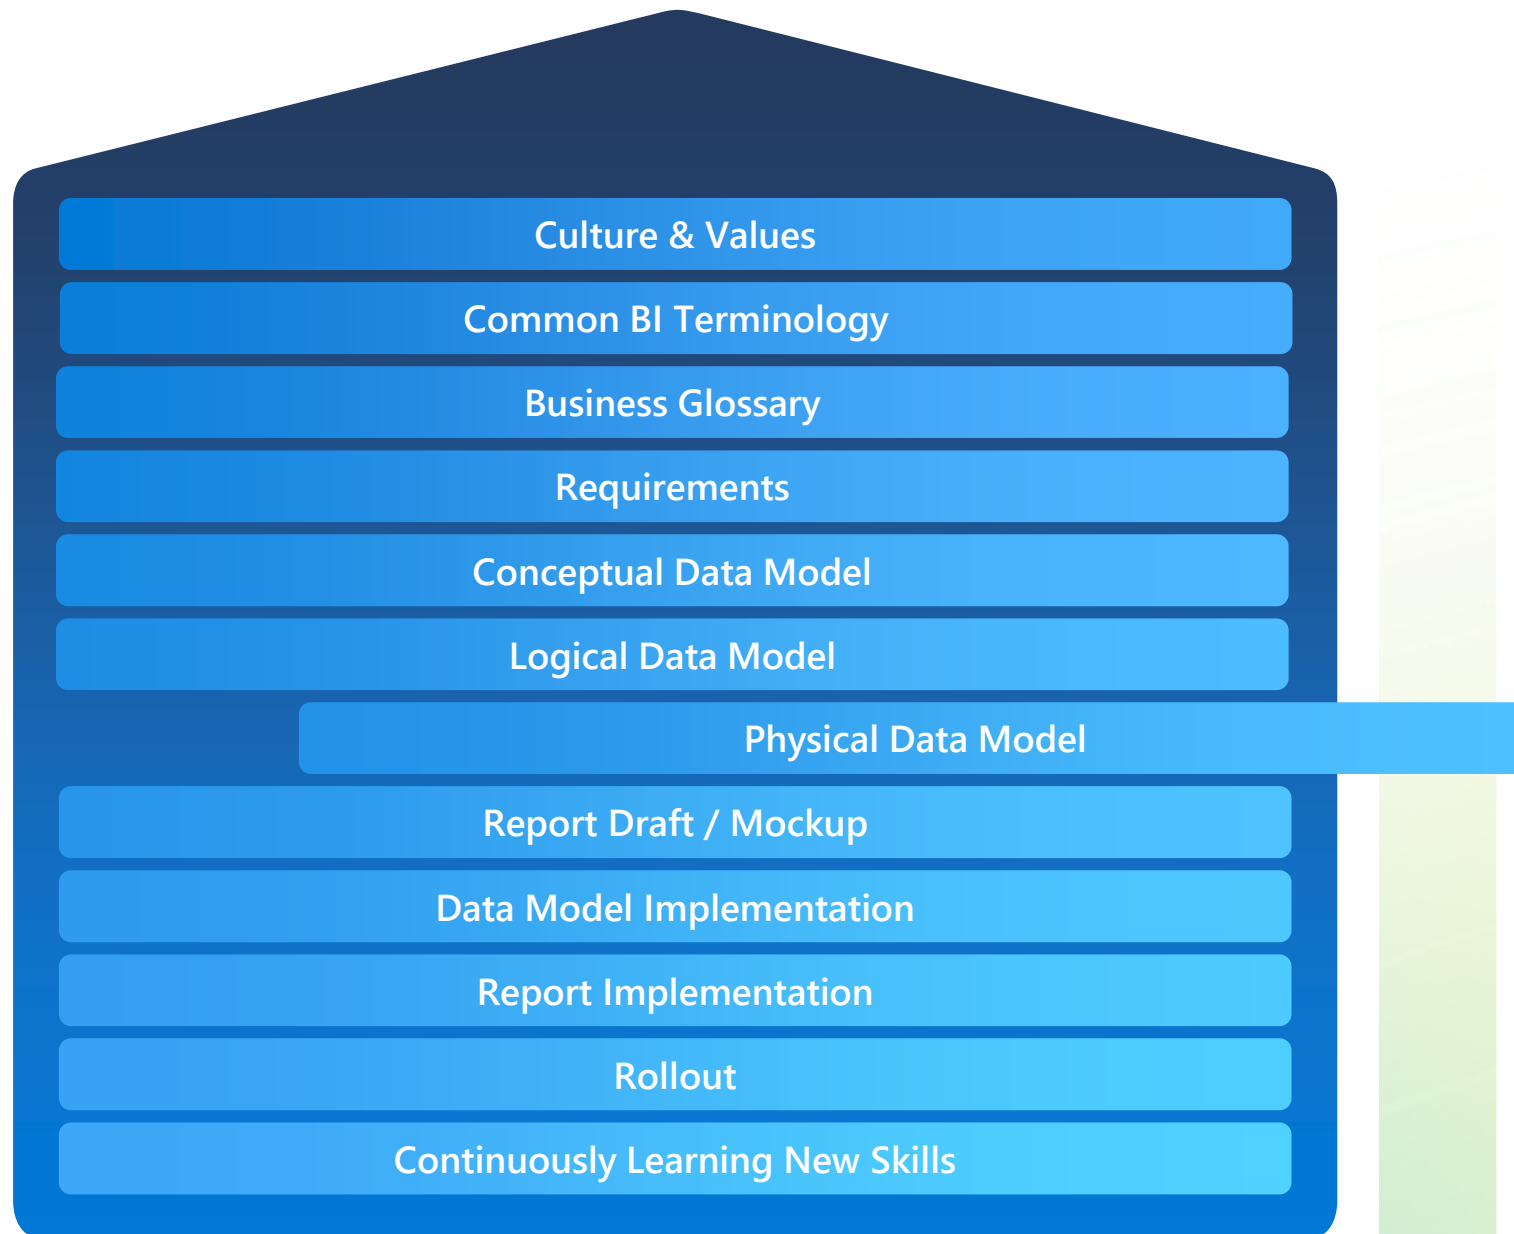 Culture & Values
Common BI Terminology
Business Glossary
Requirements
Conceptual Data Model
Logical Data Model
Physical Data Model
Report Draft / Mockup
Data Model Implementation
Report Implementation
Rollout
Continuously Learning New Skills